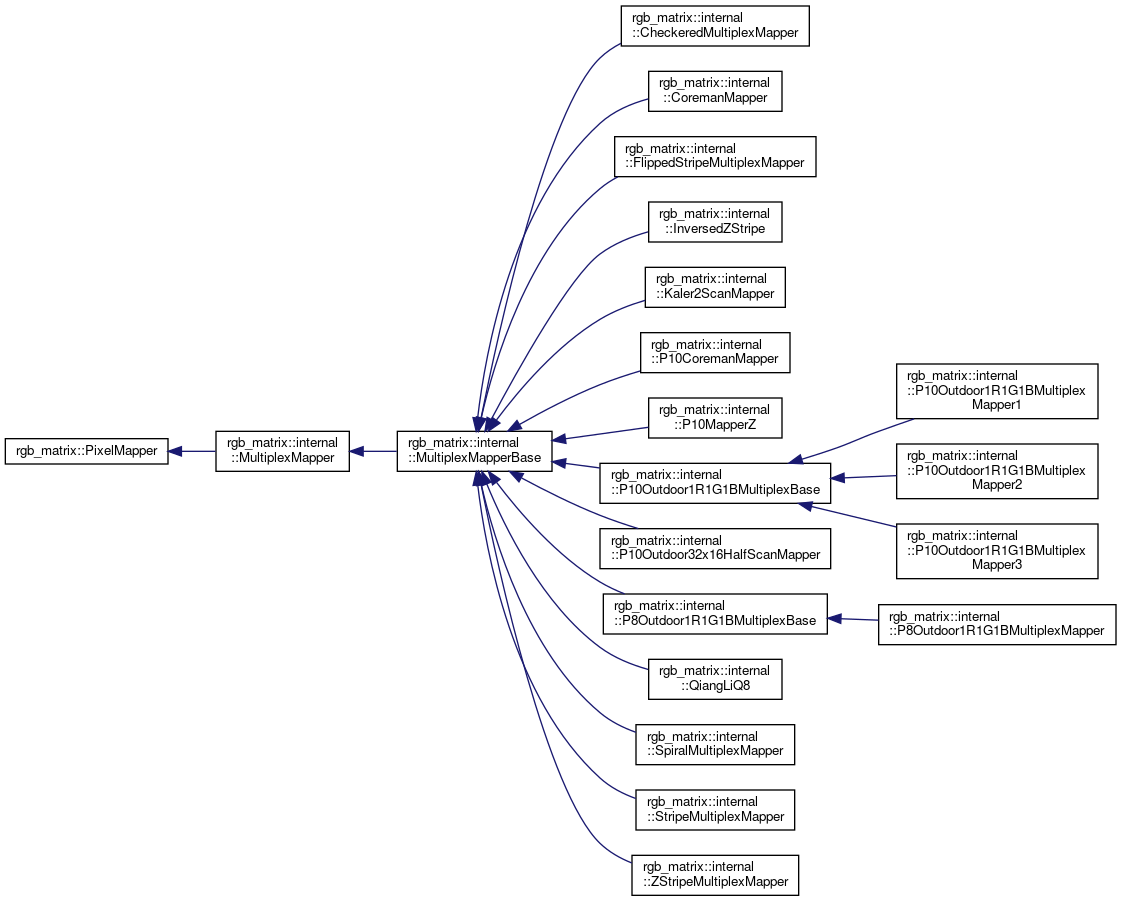 rgb_matrix::PixelMapper
rgb_matrix::internal
::MultiplexMapper
rgb_matrix::internal
::MultiplexMapperBase
rgb_matrix::internal
::CheckeredMultiplexMapper
rgb_matrix::internal
::CoremanMapper
rgb_matrix::internal
::FlippedStripeMultiplexMapper
rgb_matrix::internal
::InversedZStripe
rgb_matrix::internal
::Kaler2ScanMapper
rgb_matrix::internal
::P10CoremanMapper
rgb_matrix::internal
::P10MapperZ
rgb_matrix::internal
::P10Outdoor1R1G1BMultiplexBase
rgb_matrix::internal
::P10Outdoor32x16HalfScanMapper
rgb_matrix::internal
::P8Outdoor1R1G1BMultiplexBase
rgb_matrix::internal
::QiangLiQ8
rgb_matrix::internal
::SpiralMultiplexMapper
rgb_matrix::internal
::StripeMultiplexMapper
rgb_matrix::internal
::ZStripeMultiplexMapper
rgb_matrix::internal
::P10Outdoor1R1G1BMultiplex
Mapper1
rgb_matrix::internal
::P10Outdoor1R1G1BMultiplex
Mapper2
rgb_matrix::internal
::P10Outdoor1R1G1BMultiplex
Mapper3
rgb_matrix::internal
::P8Outdoor1R1G1BMultiplexMapper